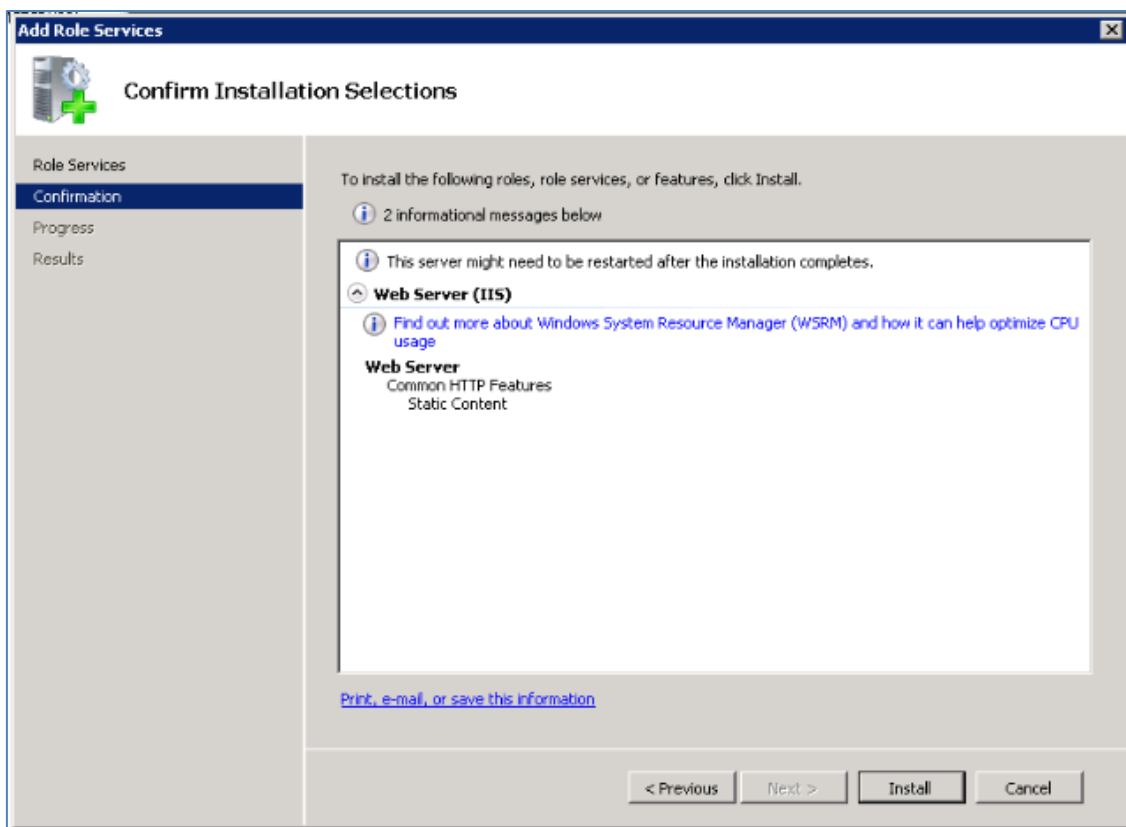 Add Role Services
Confirm Installation Selections
Role Services
Confirmation
Progress
Results
To install the following roles, role services, or features, click Install.
2 informational messages below
This server might need to be restarted after the installation completes.
Web Server (IIS)
Find out more about Windows System Resource Manager (WSRM) and how it can help optimize CPU
usage
Web Server
Common HTTP Features
Static Content
Print, e-mail, or save this information
< Previous
Next >
Install
Cancel